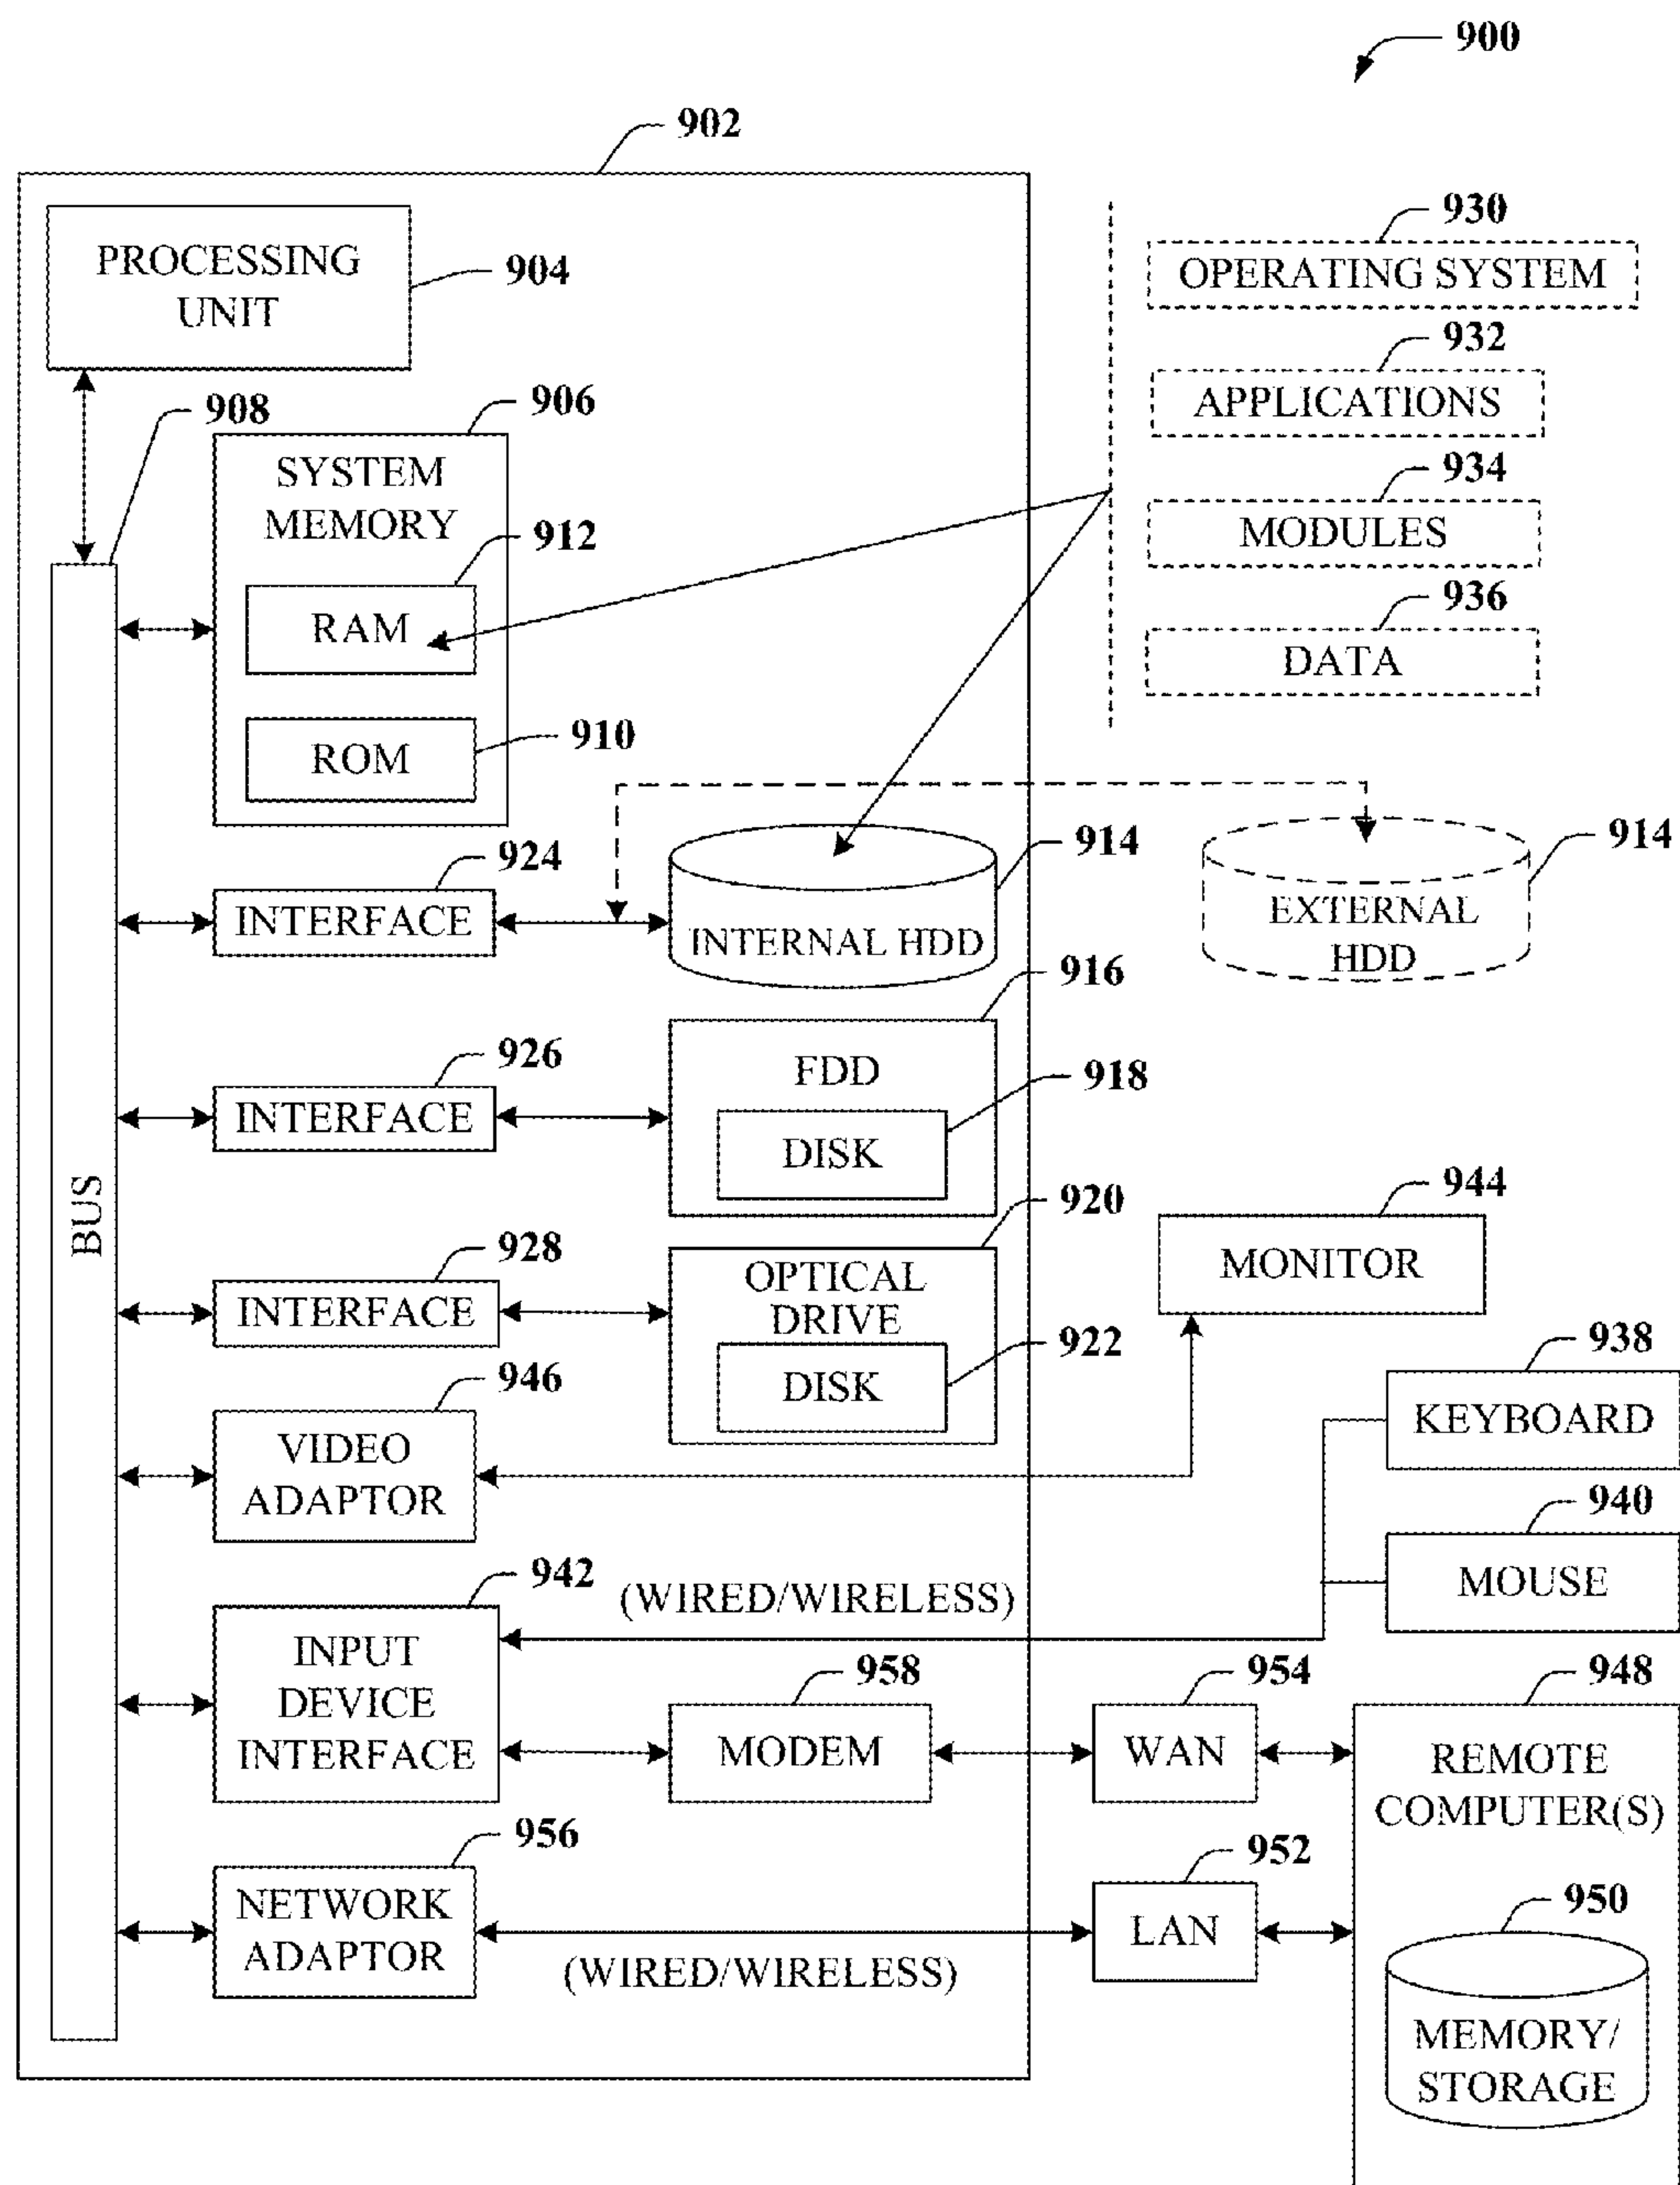 900
902
PROCESSING
UNIT
904
908
906
SYSTEM
MEMORY
912
RAM
910
ROM
930
OPERATING SYSTEM
932
APPLICATIONS
934
MODULES
936
DATA
924
INTERFACE
914
INTERNAL HDD
914
EXTERNAL
HDD
916
926
INTERFACE
FDD
918
DISK
BUS
920
928
INTERFACE
OPTICAL
DRIVE
922
DISK
944
MONITOR
938
KEYBOARD
946
VIDEO
ADAPTOR
940
MOUSE
942
(WIRED/WIRELESS)
INPUT
DEVICE
INTERFACE
958
MODEM
954
WAN
948
REMOTE
COMPUTER(S)
956
NETWORK
ADAPTOR
(WIRED/WIRELESS)
952
LAN
950
MEMORY/
STORAGE